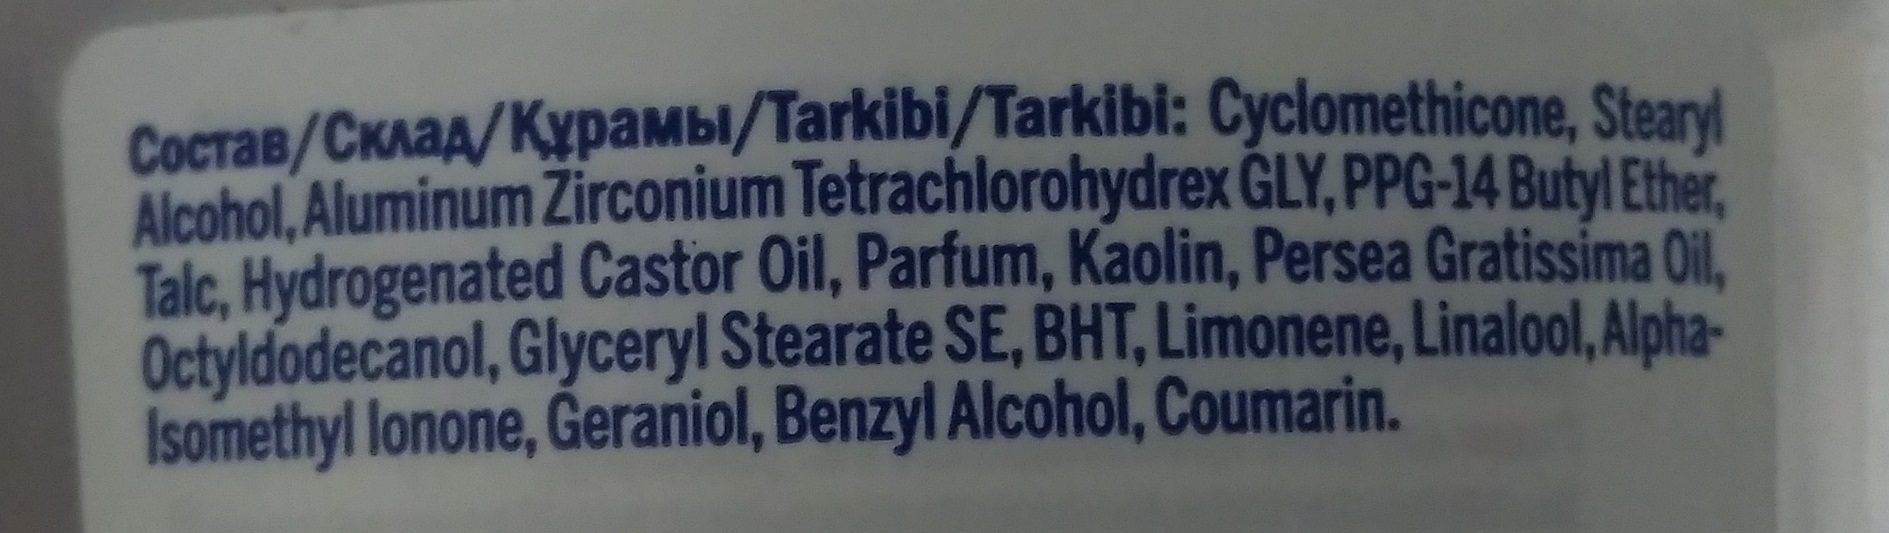 Состав/Склад/Құрамы/Tarkibi/Tarkibi: Cyclomethicone, Stearyl
Alcohol, Aluminum Zirconium Tetrachlorohydrex GLY, PPG-14 Butyl Ether,
Talc, Hydrogenated Castor Oil, Parfum, Kaolin, Persea Gratissima Oil,
Octyldodecanol, Glyceryl Stearate SE, BHT, Limonene, Linalool, Alpha-
Isomethyl Ionone, Geraniol, Benzyl Alcohol, Coumarin.